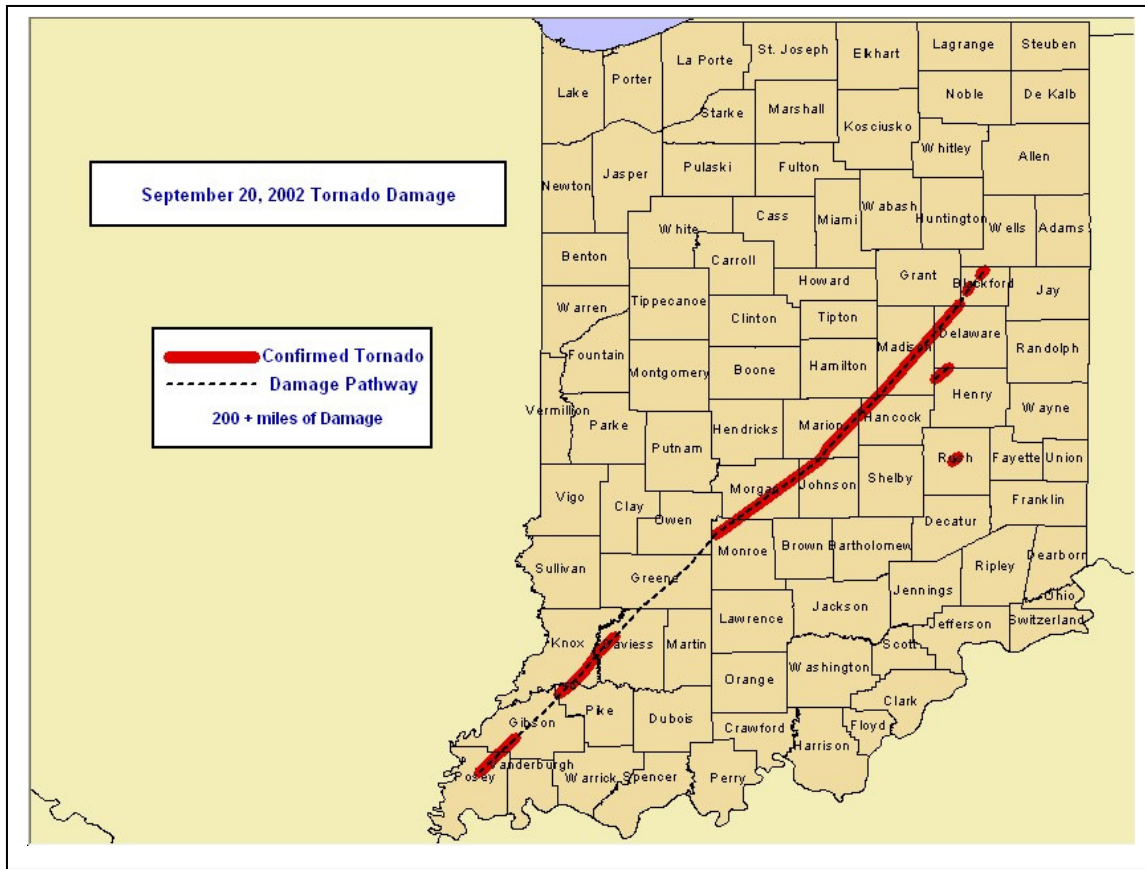 Lagrange
Steuben
St. Joseph
Elkhart
La Porte
Porter
Lake
Noble
De Kalb
Marshall
Starke
Kosciusko
Whitley
Allen
Pulaski
Fulton
Jasper
Newton
September 20, 2002 Tornado Damage
Wabash
Huntington
Miami
Cass
White
Wells
Adams
Benton
Carroll
Grant
Howard
Blackford
Jay
Tippecanoe
Warren
Clinton
Tipton
Madison
Delaware
Randolph
Confirmed Tornado
Damage Pathway
200 + miles of Damage
Fountain
Montgomery
Boone
Hamilton
Henry
Vermillion
Parke
Hendricks
Marion
Hancock
Wayne
Putnam
Rush
Fayette
Union
Vigo
Clay
Morgan
Johnson
Shelby
Franklin
Owen
Decatur
Monroe
Brown
Bartholomew
Dearborn
Ripley
Sullivan
Greene
Jennings
Ohio
Jackson
Lawrence
Jefferson
Switzerland
Knox
Daviess
Martin
Scott
Washington
Orange
Clark
Pike
Dubois
Gibson
Crawford
Floyd
Harrison
Vanderburgh
Posey
Warrick
Spencer
Perry